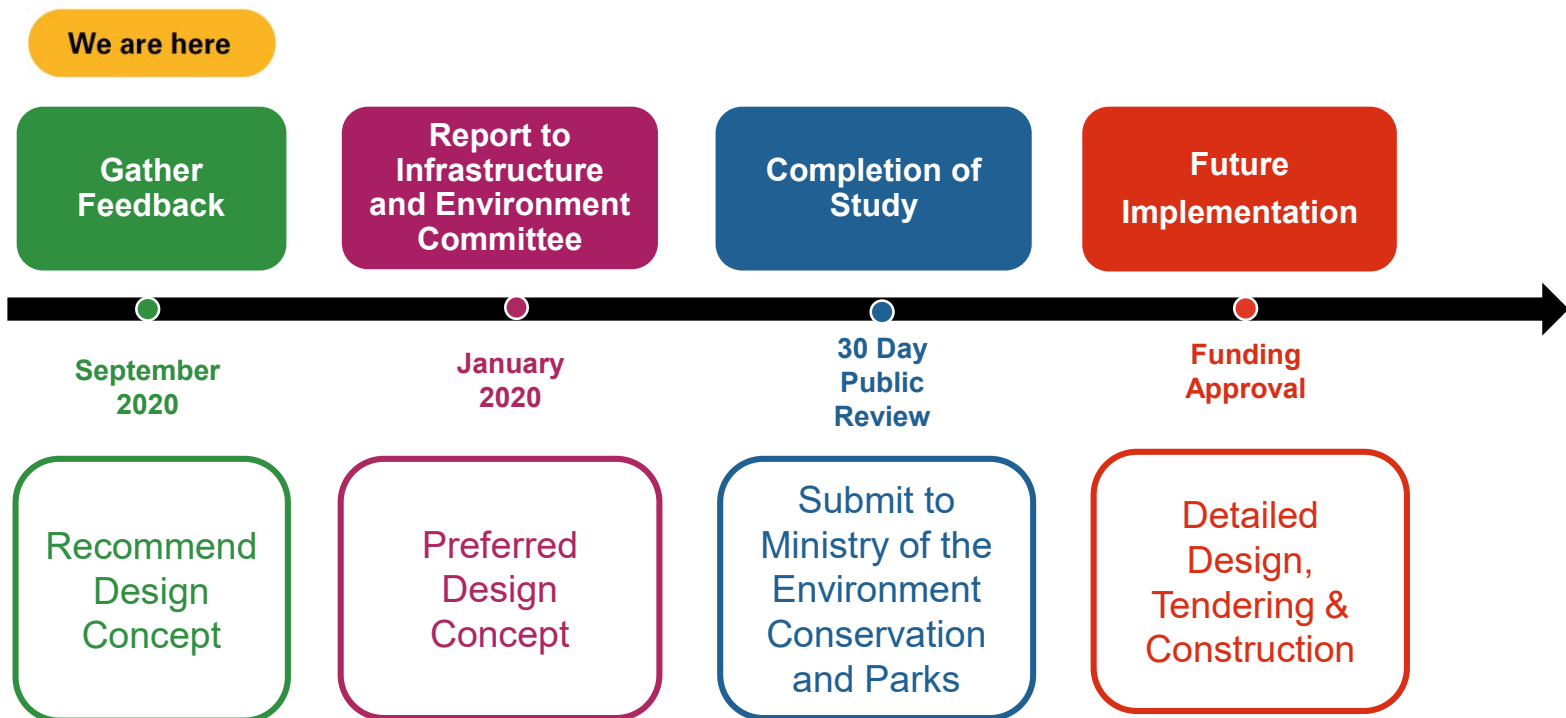 We are here
Gather
Feedback
Report to
Infrastructure
and Environment
Committee
Completion of
Study
Future
Implementation
September
2020
January
2020
30 Day
Public
Review
Funding
Approval
Recommend
Design
Concept
Preferred
Design
Concept
Submit to
Ministry of the
Environment
Conservation
and Parks
Detailed
Design,
Tendering &
Construction